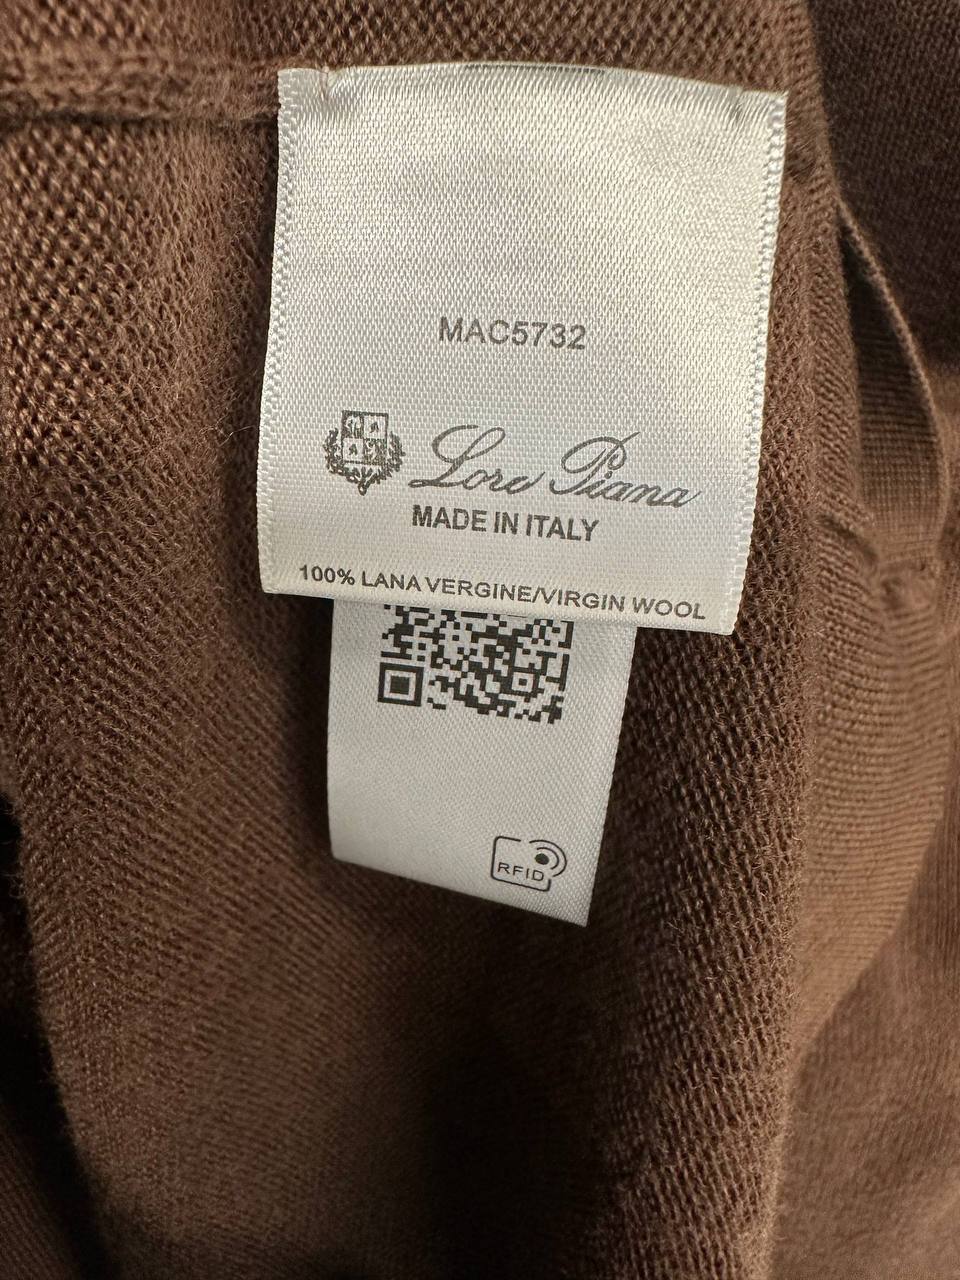 MAC5732
Loro Piana
MADE IN ITALY
100% LANA VERGINE/VIRGIN WOOL
RFID